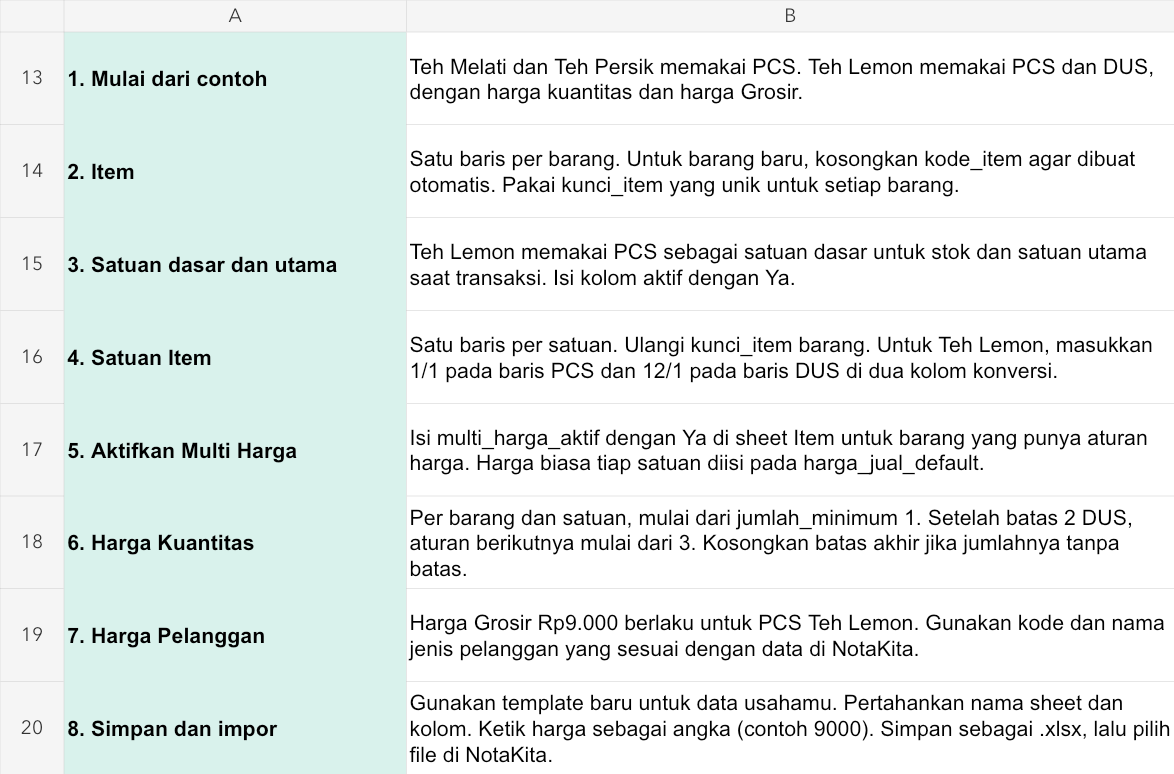 A B
13 1. Mulai dari contoh
Teh Melati dan Teh Persik memakai PCS. Teh Lemon memakai PCS dan DUS,
dengan harga kuantitas dan harga Grosir.
14 2. Item
Satu baris per barang. Untuk barang baru, kosongkan kode_item agar dibuat
otomatis. Pakai kunci_item yang unik untuk setiap barang.
15 3. Satuan dasar dan utama
Teh Lemon memakai PCS sebagai satuan dasar untuk stok dan satuan utama
saat transaksi. Isi kolom aktif dengan Ya.
16 4. Satuan Item
Satu baris per satuan. Ulangi kunci_item barang. Untuk Teh Lemon, masukkan
1/1 pada baris PCS dan 12/1 pada baris DUS di dua kolom konversi.
17 5. Aktifkan Multi Harga
Isi multi_harga_aktif dengan Ya di sheet Item untuk barang yang punya aturan
harga. Harga biasa tiap satuan diisi pada harga_jual_default.
18 6. Harga Kuantitas
Per barang dan satuan, mulai dari jumlah_minimum 1. Setelah batas 2 DUS,
aturan berikutnya mulai dari 3. Kosongkan batas akhir jika jumlahnya tanpa
batas.
19 7. Harga Pelanggan
Harga Grosir Rp9.000 berlaku untuk PCS Teh Lemon. Gunakan kode dan nama
jenis pelanggan yang sesuai dengan data di NotaKita.
20 8. Simpan dan impor
Gunakan template baru untuk data usahamu. Pertahankan nama sheet dan
kolom. Ketik harga sebagai angka (contoh 9000). Simpan sebagai .xlsx, lalu pilih
file di NotaKita.